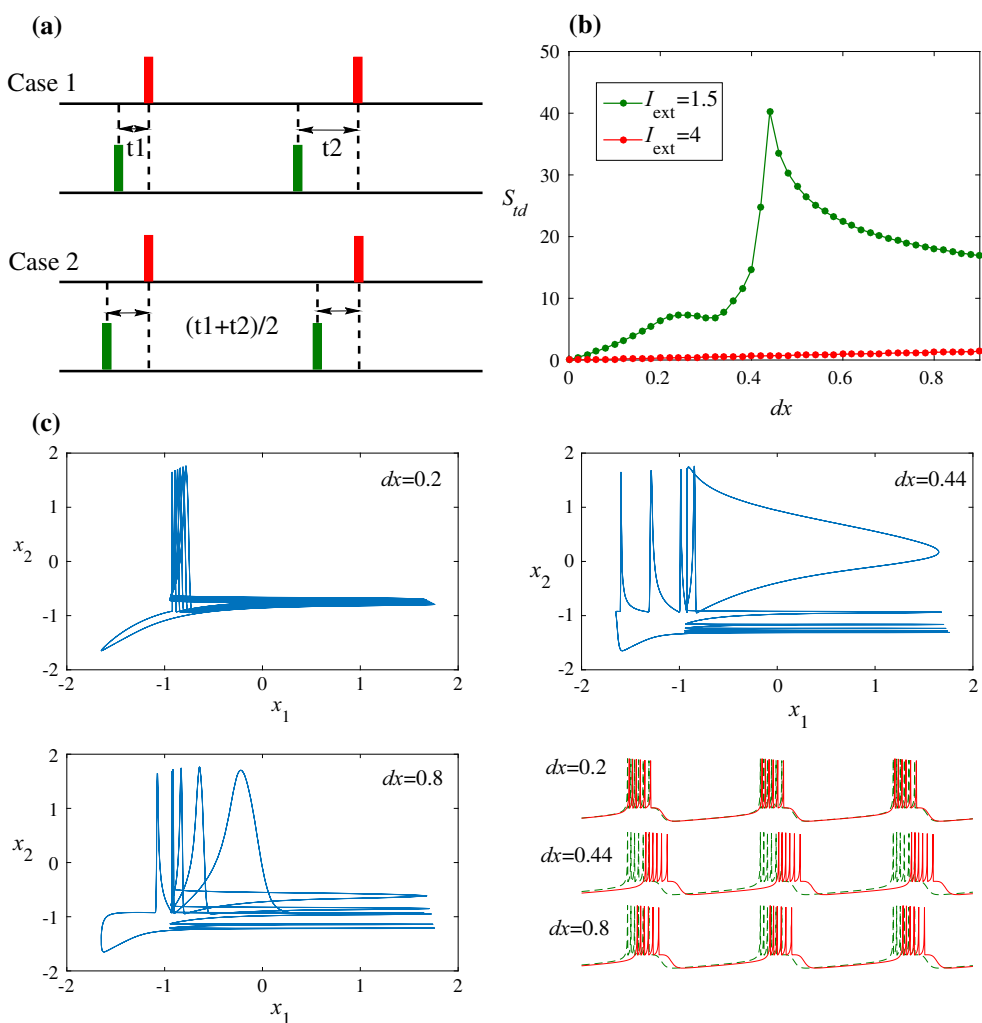 (a)
Case 1
t1
t2
Case 2
(t1+t2)/2
(b)
50
40
30
20
10
0
S_td
I_ext=1.5
I_ext=4
0
0.2
0.4
0.6
0.8
dx
(c)
2
1
0
-1
-2
x_2
dx=0.2
-2
-1
0
1
2
x_1
2
1
0
-1
-2
x_2
dx=0.44
-2
-1
0
1
2
x_1
2
1
0
-1
-2
x_2
dx=0.8
-2
-1
0
1
2
x_1
dx=0.2
dx=0.44
dx=0.8